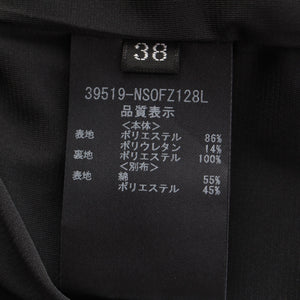 38
39519-NSOFZ128L
品質表示
<本体>
表地 ポリエステル 86%
ポリウレタン 14%
裏地 ポリエステル 100%
<別布>
表地 綿 55%
ポリエステル 45%